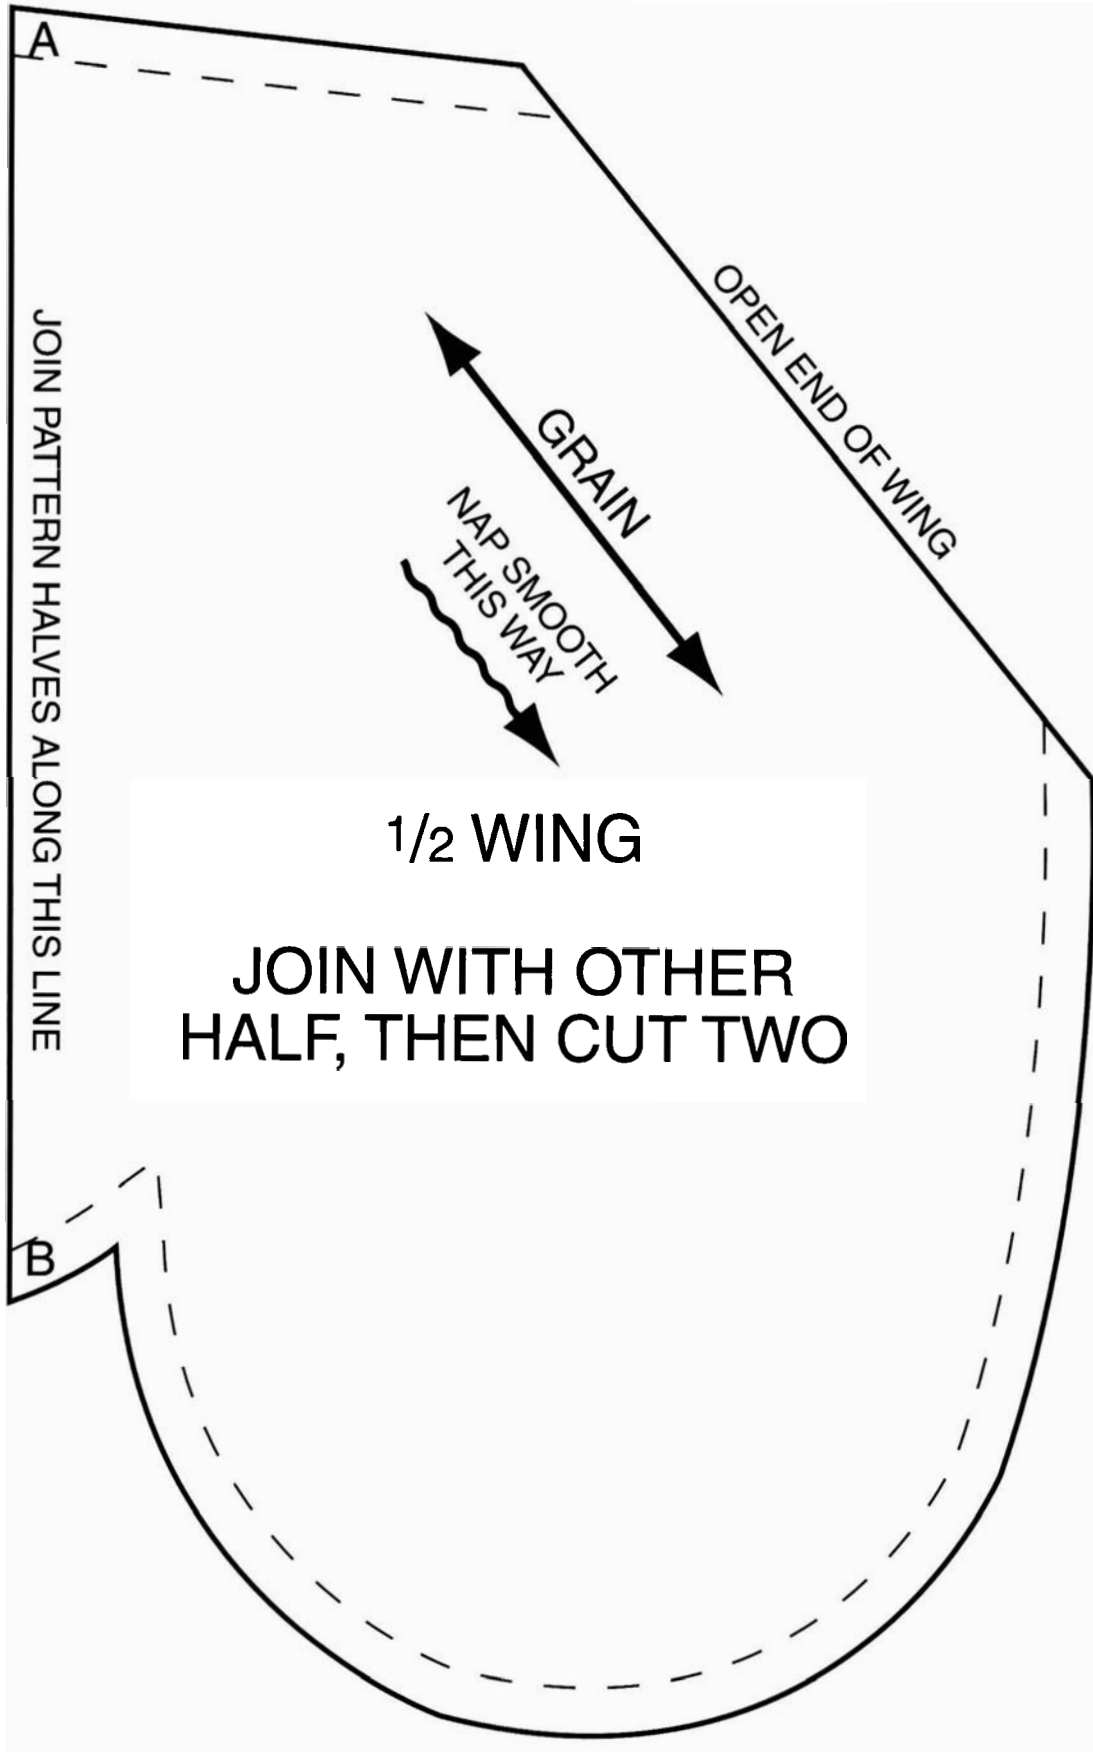 A
OPEN END OF WING
JOIN PATTERN HALVES ALONG THIS LINE
GRAIN
NAP SMOOTH
THIS WAY
1/2 WING
JOIN WITH OTHER
HALF, THEN CUT TWO
B